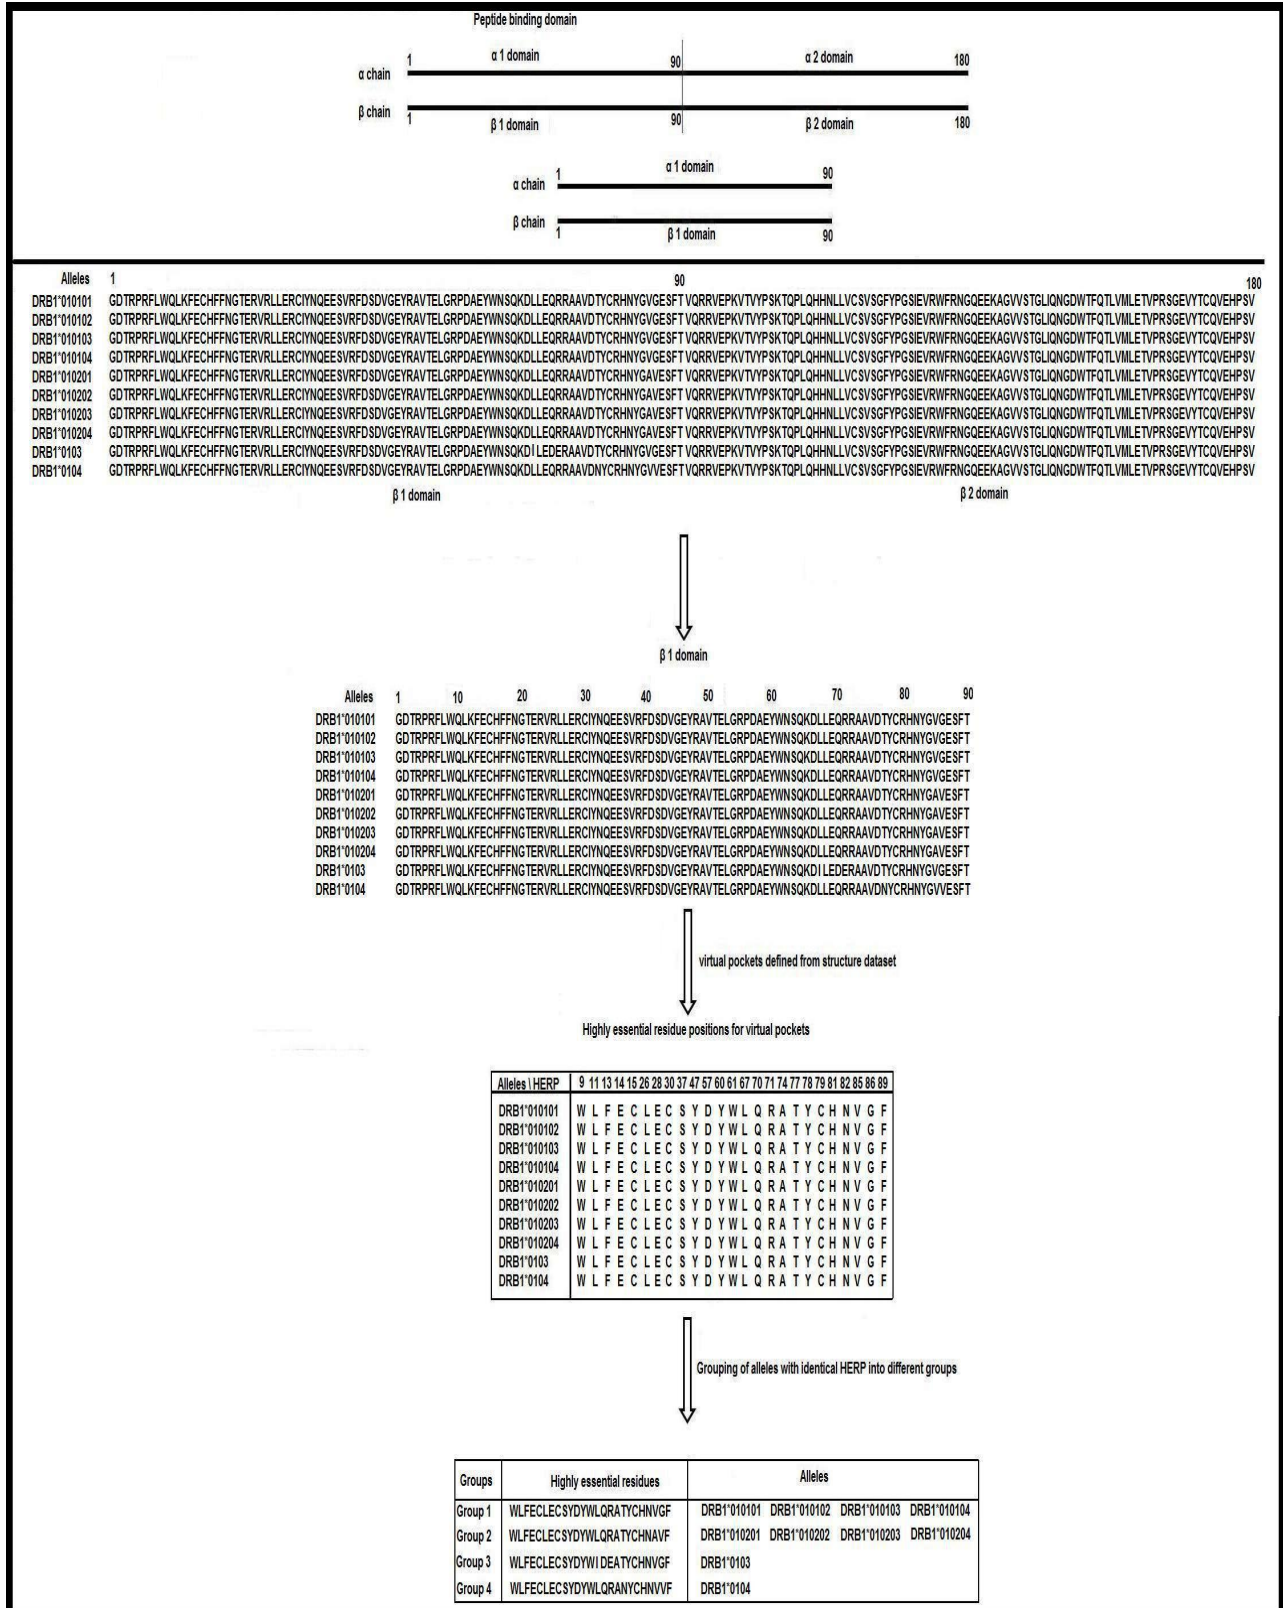 Peptide binding domain
1 α 1 domain 90 α 2 domain 180
α chain
β chain
1 β 1 domain 90 β 2 domain 180
1 α 1 domain 90
α chain
β chain
1 β 1 domain 90
Alleles 1 90 180
DRB1*010101 GDTRPRFLWQLKFECHFFNGTERVRLLERCIYNQEESVRFDSDVGEYRAVTELGRPDAEYWNSQKDLLEQRRAAVDTYCRHNYGVGESFT VQRRVEPKVTVYPSKTQPLQHHNLLVCSVSGFYPGSIEVRWFRNGQEEKAGVVSTGLIQNGDWTFQTLVMLETVPRSGEVYTCQVEHPSV
DRB1*010102 GDTRPRFLWQLKFECHFFNGTERVRLLERCIYNQEESVRFDSDVGEYRAVTELGRPDAEYWNSQKDLLEQRRAAVDTYCRHNYGVGESFT VQRRVEPKVTVYPSKTQPLQHHNLLVCSVSGFYPGSIEVRWFRNGQEEKAGVVSTGLIQNGDWTFQTLVMLETVPRSGEVYTCQVEHPSV
DRB1*010103 GDTRPRFLWQLKFECHFFNGTERVRLLERCIYNQEESVRFDSDVGEYRAVTELGRPDAEYWNSQKDLLEQRRAAVDTYCRHNYGVGESFT VQRRVEPKVTVYPSKTQPLQHHNLLVCSVSGFYPGSIEVRWFRNGQEEKAGVVSTGLIQNGDWTFQTLVMLETVPRSGEVYTCQVEHPSV
DRB1*010104 GDTRPRFLWQLKFECHFFNGTERVRLLERCIYNQEESVRFDSDVGEYRAVTELGRPDAEYWNSQKDLLEQRRAAVDTYCRHNYGVGESFT VQRRVEPKVTVYPSKTQPLQHHNLLVCSVSGFYPGSIEVRWFRNGQEEKAGVVSTGLIQNGDWTFQTLVMLETVPRSGEVYTCQVEHPSV
DRB1*010201 GDTRPRFLWQLKFECHFFNGTERVRLLERCIYNQEESVRFDSDVGEYRAVTELGRPDAEYWNSQKDLLEQRRAAVDTYCRHNYGAVESFT VQRRVEPKVTVYPSKTQPLQHHNLLVCSVSGFYPGSIEVRWFRNGQEEKAGVVSTGLIQNGDWTFQTLVMLETVPRSGEVYTCQVEHPSV
DRB1*010202 GDTRPRFLWQLKFECHFFNGTERVRLLERCIYNQEESVRFDSDVGEYRAVTELGRPDAEYWNSQKDLLEQRRAAVDTYCRHNYGAVESFT VQRRVEPKVTVYPSKTQPLQHHNLLVCSVSGFYPGSIEVRWFRNGQEEKAGVVSTGLIQNGDWTFQTLVMLETVPRSGEVYTCQVEHPSV
DRB1*010203 GDTRPRFLWQLKFECHFFNGTERVRLLERCIYNQEESVRFDSDVGEYRAVTELGRPDAEYWNSQKDLLEQRRAAVDTYCRHNYGAVESFT VQRRVEPKVTVYPSKTQPLQHHNLLVCSVSGFYPGSIEVRWFRNGQEEKAGVVSTGLIQNGDWTFQTLVMLETVPRSGEVYTCQVEHPSV
DRB1*010204 GDTRPRFLWQLKFECHFFNGTERVRLLERCIYNQEESVRFDSDVGEYRAVTELGRPDAEYWNSQKDLLEQRRAAVDTYCRHNYGAVESFT VQRRVEPKVTVYPSKTQPLQHHNLLVCSVSGFYPGSIEVRWFRNGQEEKAGVVSTGLIQNGDWTFQTLVMLETVPRSGEVYTCQVEHPSV
DRB1*0103 GDTRPRFLWQLKFECHFFNGTERVRLLERCIYNQEESVRFDSDVGEYRAVTELGRPDAEYWNSQKDILEDERAAVDTYCRHNYGVGESFT VQRRVEPKVTVYPSKTQPLQHHNLLVCSVSGFYPGSIEVRWFRNGQEEKAGVVSTGLIQNGDWTFQTLVMLETVPRSGEVYTCQVEHPSV
DRB1*0104 GDTRPRFLWQLKFECHFFNGTERVRLLERCIYNQEESVRFDSDVGEYRAVTELGRPDAEYWNSQKDLLEQRRAAVDNYCRHNYGVVESFT VQRRVEPKVTVYPSKTQPLQHHNLLVCSVSGFYPGSIEVRWFRNGQEEKAGVVSTGLIQNGDWTFQTLVMLETVPRSGEVYTCQVEHPSV
β 1 domain β 2 domain
β 1 domain
Alleles 1 10 20 30 40 50 60 70 80 90
DRB1*010101 GDTRPRFLWQLKFECHFFNGTERVRLLERCIYNQEESVRFDSDVGEYRAVTELGRPDAEYWNSQKDLLEQRRAAVDTYCRHNYGVGESFT
DRB1*010102 GDTRPRFLWQLKFECHFFNGTERVRLLERCIYNQEESVRFDSDVGEYRAVTELGRPDAEYWNSQKDLLEQRRAAVDTYCRHNYGVGESFT
DRB1*010103 GDTRPRFLWQLKFECHFFNGTERVRLLERCIYNQEESVRFDSDVGEYRAVTELGRPDAEYWNSQKDLLEQRRAAVDTYCRHNYGVGESFT
DRB1*010104 GDTRPRFLWQLKFECHFFNGTERVRLLERCIYNQEESVRFDSDVGEYRAVTELGRPDAEYWNSQKDLLEQRRAAVDTYCRHNYGVGESFT
DRB1*010201 GDTRPRFLWQLKFECHFFNGTERVRLLERCIYNQEESVRFDSDVGEYRAVTELGRPDAEYWNSQKDLLEQRRAAVDTYCRHNYGAVESFT
DRB1*010202 GDTRPRFLWQLKFECHFFNGTERVRLLERCIYNQEESVRFDSDVGEYRAVTELGRPDAEYWNSQKDLLEQRRAAVDTYCRHNYGAVESFT
DRB1*010203 GDTRPRFLWQLKFECHFFNGTERVRLLERCIYNQEESVRFDSDVGEYRAVTELGRPDAEYWNSQKDLLEQRRAAVDTYCRHNYGAVESFT
DRB1*010204 GDTRPRFLWQLKFECHFFNGTERVRLLERCIYNQEESVRFDSDVGEYRAVTELGRPDAEYWNSQKDLLEQRRAAVDTYCRHNYGAVESFT
DRB1*0103 GDTRPRFLWQLKFECHFFNGTERVRLLERCIYNQEESVRFDSDVGEYRAVTELGRPDAEYWNSQKDILEDERAAVDTYCRHNYGVGESFT
DRB1*0104 GDTRPRFLWQLKFECHFFNGTERVRLLERCIYNQEESVRFDSDVGEYRAVTELGRPDAEYWNSQKDLLEQRRAAVDNYCRHNYGVVESFT
virtual pockets defined from structure dataset
Highly essential residue positions for virtual pockets
Alleles \ HERP 9 11 13 14 15 26 28 30 37 47 57 60 61 67 70 71 74 77 78 79 81 82 85 86 89
DRB1*010101 W L F E C L E C S Y D Y W L Q R A T Y C H N V G F
DRB1*010102 W L F E C L E C S Y D Y W L Q R A T Y C H N V G F
DRB1*010103 W L F E C L E C S Y D Y W L Q R A T Y C H N V G F
DRB1*010104 W L F E C L E C S Y D Y W L Q R A T Y C H N V G F
DRB1*010201 W L F E C L E C S Y D Y W L Q R A T Y C H N V G F
DRB1*010202 W L F E C L E C S Y D Y W L Q R A T Y C H N V G F
DRB1*010203 W L F E C L E C S Y D Y W L Q R A T Y C H N V G F
DRB1*010204 W L F E C L E C S Y D Y W L Q R A T Y C H N V G F
DRB1*0103 W L F E C L E C S Y D Y W L Q R A T Y C H N V G F
DRB1*0104 W L F E C L E C S Y D Y W L Q R A T Y C H N V G F
Grouping of alleles with identical HERP into different groups
Groups Highly essential residues Alleles
Group 1 WLFECLECSYDYWLQRATYCHNVGF DRB1*010101 DRB1*010102 DRB1*010103 DRB1*010104
Group 2 WLFECLECSYDYWLQRATYCHNAVF DRB1*010201 DRB1*010202 DRB1*010203 DRB1*010204
Group 3 WLFECLECSYDYWIDEATYCHNVGF DRB1*0103
Group 4 WLFECLECSYDYWLQRANYCHNVVF DRB1*0104